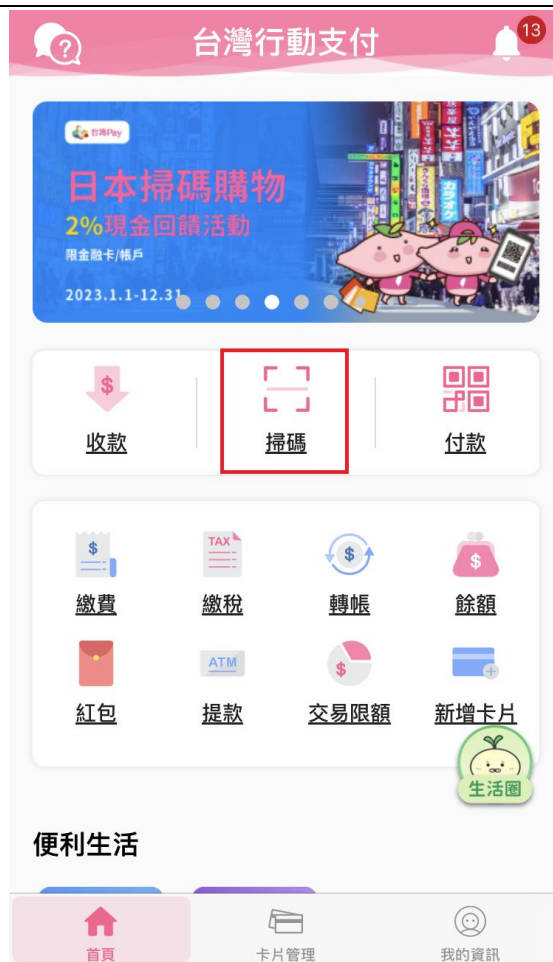 台灣行動支付
13
台灣Pay
日本掃碼購物
2%現金回饋活動
限金融卡/帳戶
2023.1.1-12.31
$
收款
掃碼
付款
$
TAX
$
$
繳費
繳稅
轉帳
餘額
ATM
$
紅包
提款
交易限額
新增卡片
生活圈
便利生活
首頁
卡片管理
我的資訊